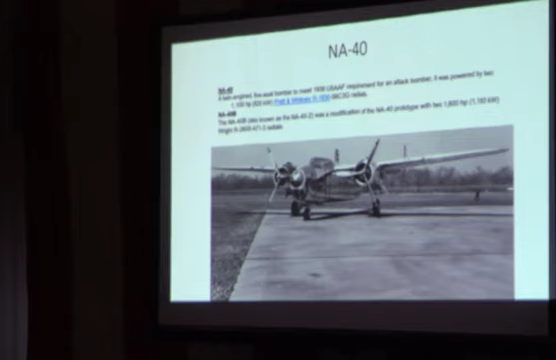 NA-40
NA-40
A twin-engined, five-seat bomber to meet 1938 USAAF requirement for an attack bomber, it was powered by two
1,100 hp (820 kW) Pratt & Whitney R-1830-S6C3G radials.
NA-40B
The NA-40B (also known as the NA-40-2) was a modification of the NA-40 prototype with two 1,600 hp (1,193 kW)
Wright R-2600-A71-3 radials.